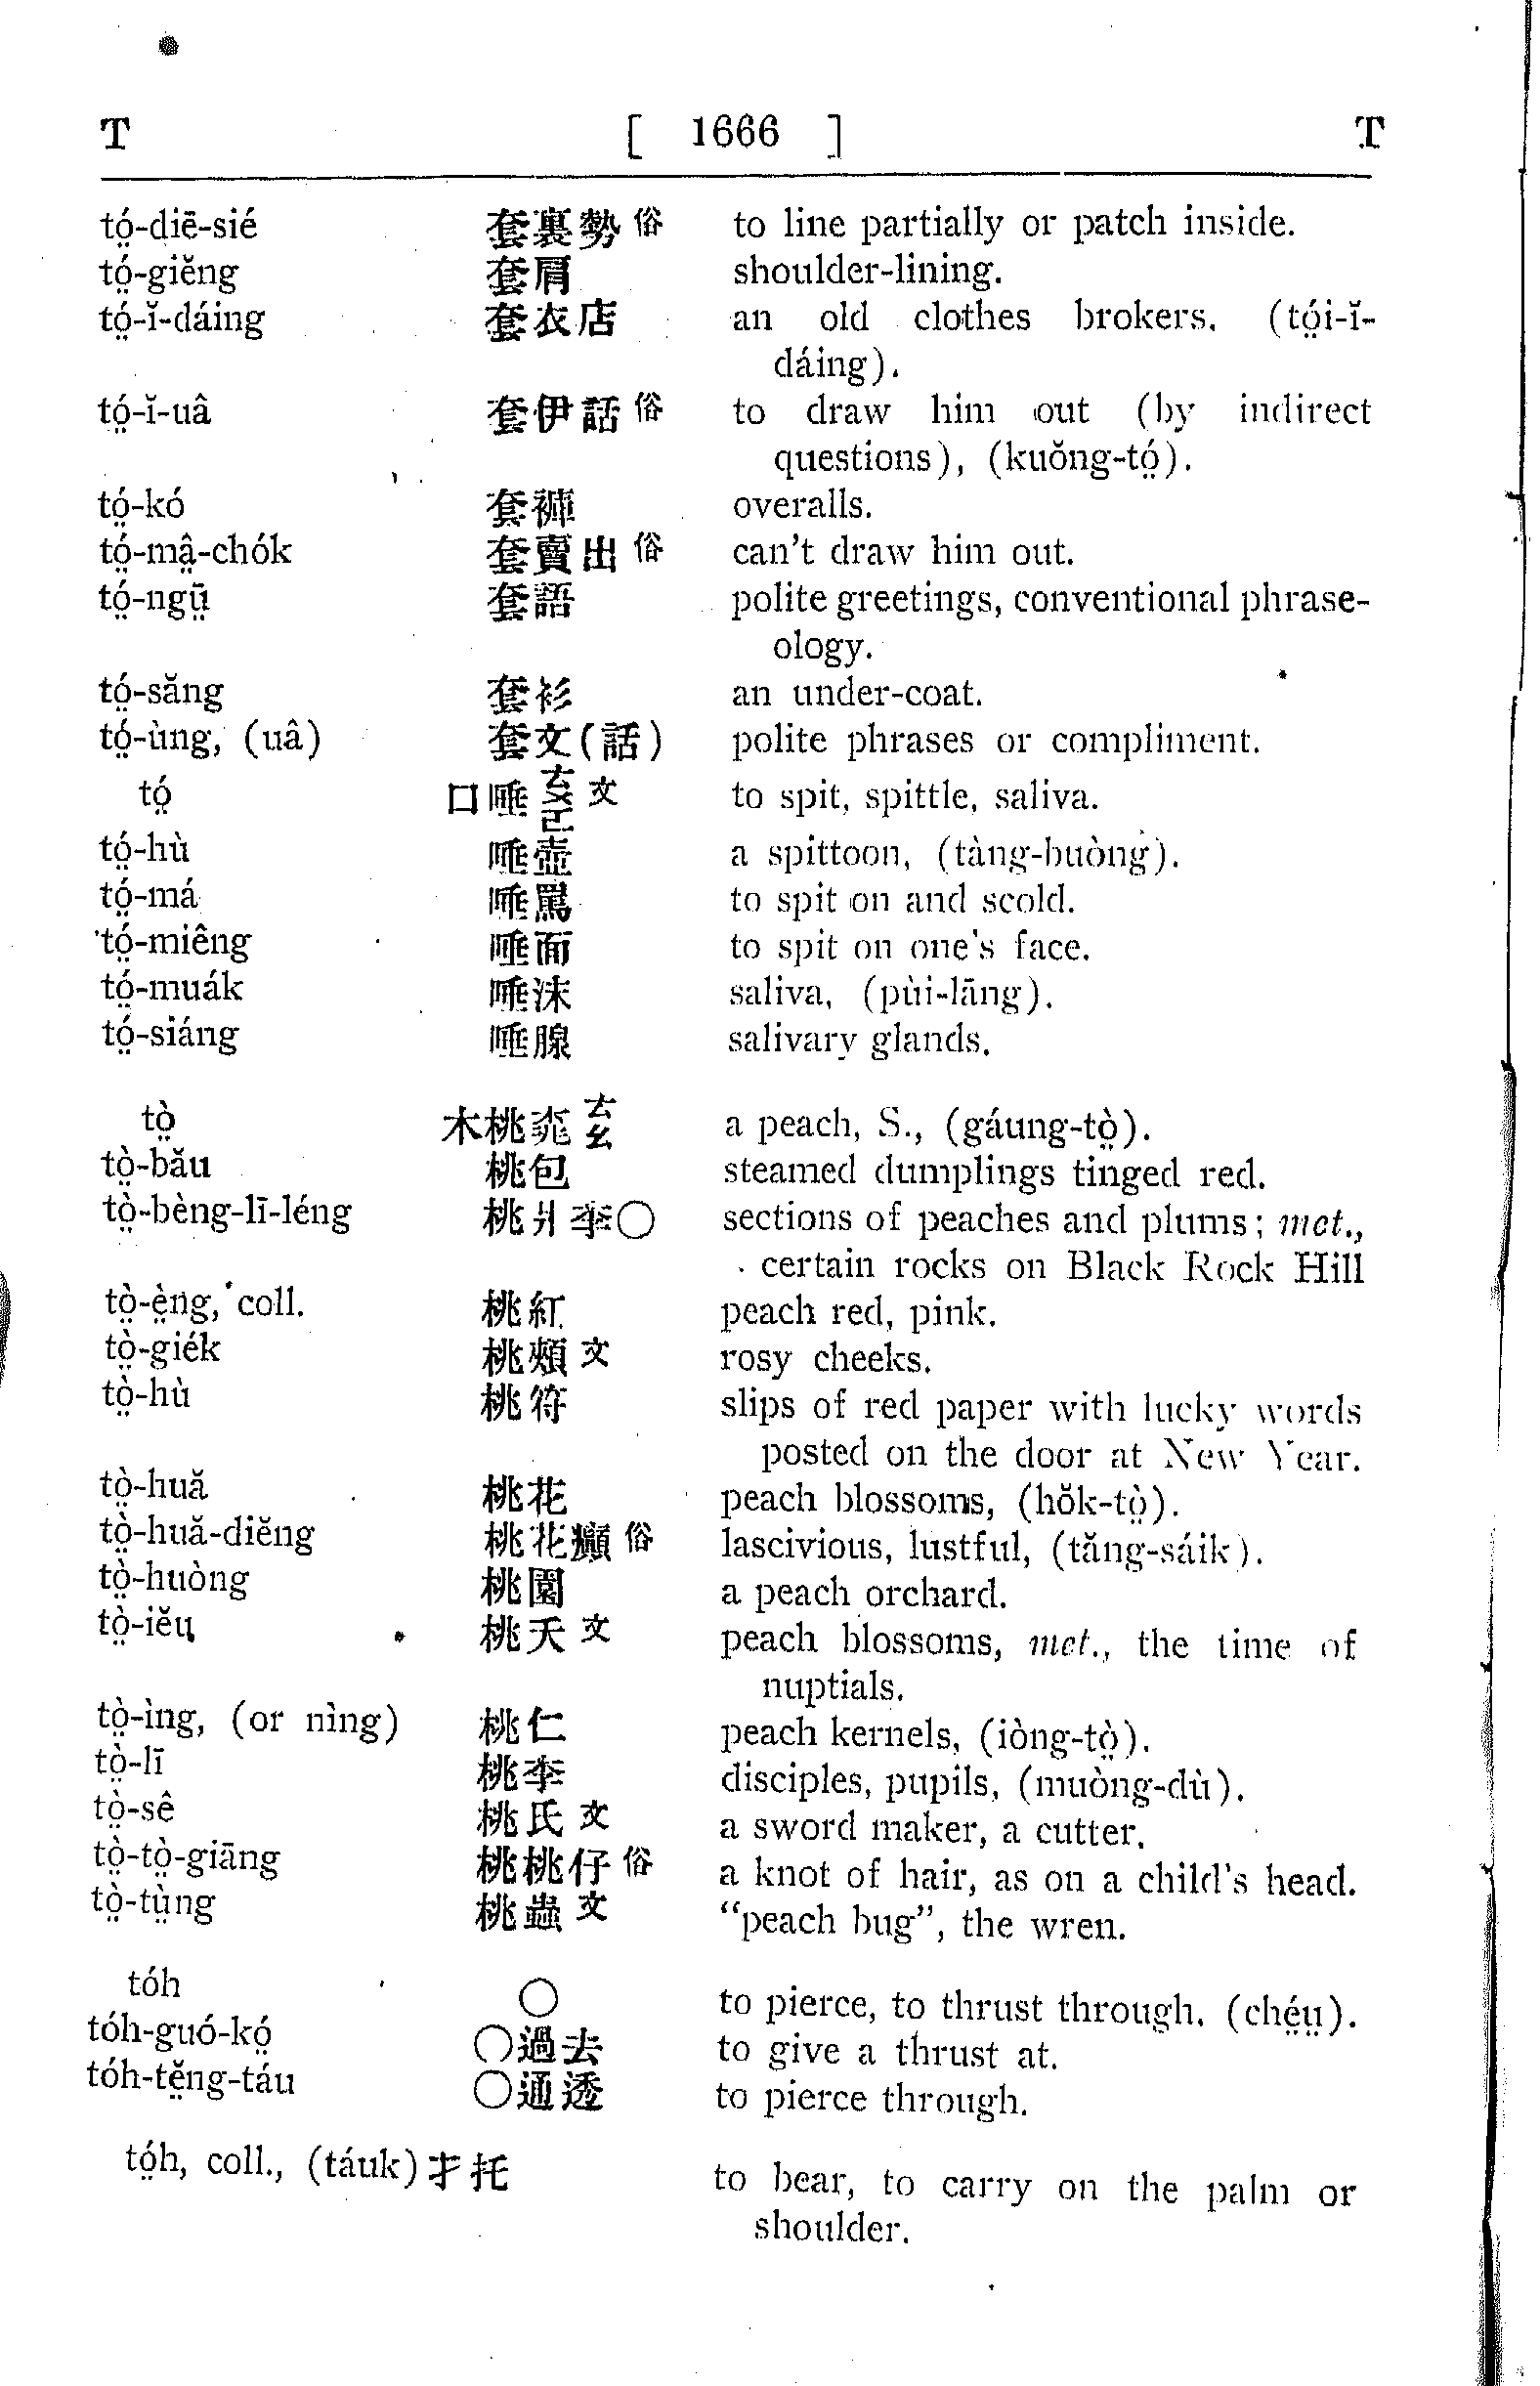 T [ 1666 ] T
tó̤-diē-sié 套裏勢俗 to line partially or patch inside.
tó̤-giĕng 套肩 shoulder-lining.
tó̤-ĭ-dáing 套衣店 an old clothes brokers. (tó̤i-ĭ-
dáing).
tó̤-ĭ-uâ 套伊話俗 to draw him out (by indirect
questions), (kuŏng-tó̤).
tó̤-kó 套褲 overalls.
tó̤-mâ̤-chók 套賣出俗 can't draw him out.
tó̤-ngṳ̄ 套語 polite greetings, conventional phrase-
ology.
tó̤-săng 套衫 an under-coat.
tó̤-ùng, (uâ) 套文(話) polite phrases or compliment.
tó̤ 口唾ㄊㄨㄛ文 to spit, spittle, saliva.
tó̤-hù 唾壺 a spittoon, (tàng-buòng).
tó̤-má 唾罵 to spit on and scold.
tó̤-miêng 唾面 to spit on one's face.
tó̤-muák 唾沫 saliva, (pùi-lāng).
tó̤-siáng 唾腺 salivary glands.
tò̤ 木桃兆ㄊㄠ a peach, S., (gáung-tò̤).
tò̤-bău 桃包 steamed dumplings tinged red.
tò̤-bèng-lī-léng 桃爿李〇 sections of peaches and plums; met.,
certain rocks on Black Rock Hill
tò̤-è̤ng, coll. 桃紅 peach red, pink.
tò̤-giék 桃頰文 rosy cheeks.
tò̤-hù 桃符 slips of red paper with lucky words
posted on the door at New Year.
tò̤-huă 桃花 peach blossoms, (hŏk-tò̤).
tò̤-huă-diĕng 桃花癲俗 lascivious, lustful, (tăng-sáik).
tò̤-huòng 桃園 a peach orchard.
tò̤-iĕu 桃夭文 peach blossoms, met., the time of
nuptials.
tò̤-ìng, (or nìng) 桃仁 peach kernels, (iòng-tò̤).
tò̤-lī 桃李 disciples, pupils, (muòng-dù).
tò̤-sê 桃氏文 a sword maker, a cutter.
tò̤-tò̤-giāng 桃桃仔俗 a knot of hair, as on a child's head.
tò̤-tṳ̀ng 桃蟲文 "peach bug", the wren.
tóh 〇 to pierce, to thrust through. (ché̤ṳ).
tóh-guó-kó̤ 〇過去 to give a thrust at.
tóh-tĕ̤ng-táu 〇通透 to pierce through.
tó̤h, coll., (táuk) 才托 to bear, to carry on the palm or
shoulder.